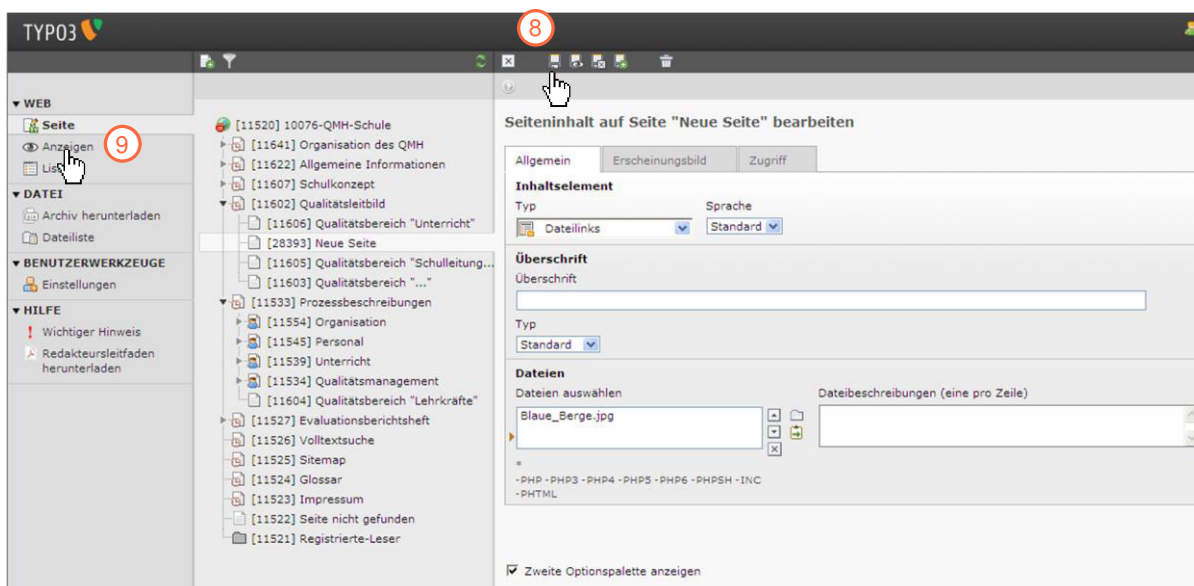 TYPO3
8
WEB
Seite
Anzeigen
9
DATEI
Archiv herunterladen
Dateiliste
BENUTZERWERKZEUGE
Einstellungen
HILFE
Wichtiger Hinweis
Redakteursleitfaden
herunterladen
[11520] 10076-QMH-Schule
[11641] Organisation des QMH
[11622] Allgemeine Informationen
[11607] Schulkonzept
[11602] Qualitätsleitbild
[11606] Qualitätsbereich "Unterricht"
[28393] Neue Seite
[11605] Qualitätsbereich "Schulleitung...
[11603] Qualitätsbereich "..."
[11533] Prozessbeschreibungen
[11554] Organisation
[11545] Personal
[11539] Unterricht
[11534] Qualitätsmanagement
[11604] Qualitätsbereich "Lehrkräfte"
[11527] Evaluationsberichtsheft
[11526] Volltextsuche
[11525] Sitemap
[11524] Glossar
[11523] Impressum
[11522] Seite nicht gefunden
[11521] Registrierte-Leser
Seiteninhalt auf Seite "Neue Seite" bearbeiten
Allgemein Erscheinungsbild Zugriff
Inhaltselement
Typ Sprache
Dateilinks Standard
Überschrift
Überschrift
Typ
Standard
Dateien
Dateien auswählen Dateibeschreibungen (eine pro Zeile)
Blaue_Berge.jpg
*
-PHP -PHP3 -PHP4 -PHP5 -PHP6 -PHPSH -INC
-PHTML
Zweite Optionspalette anzeigen